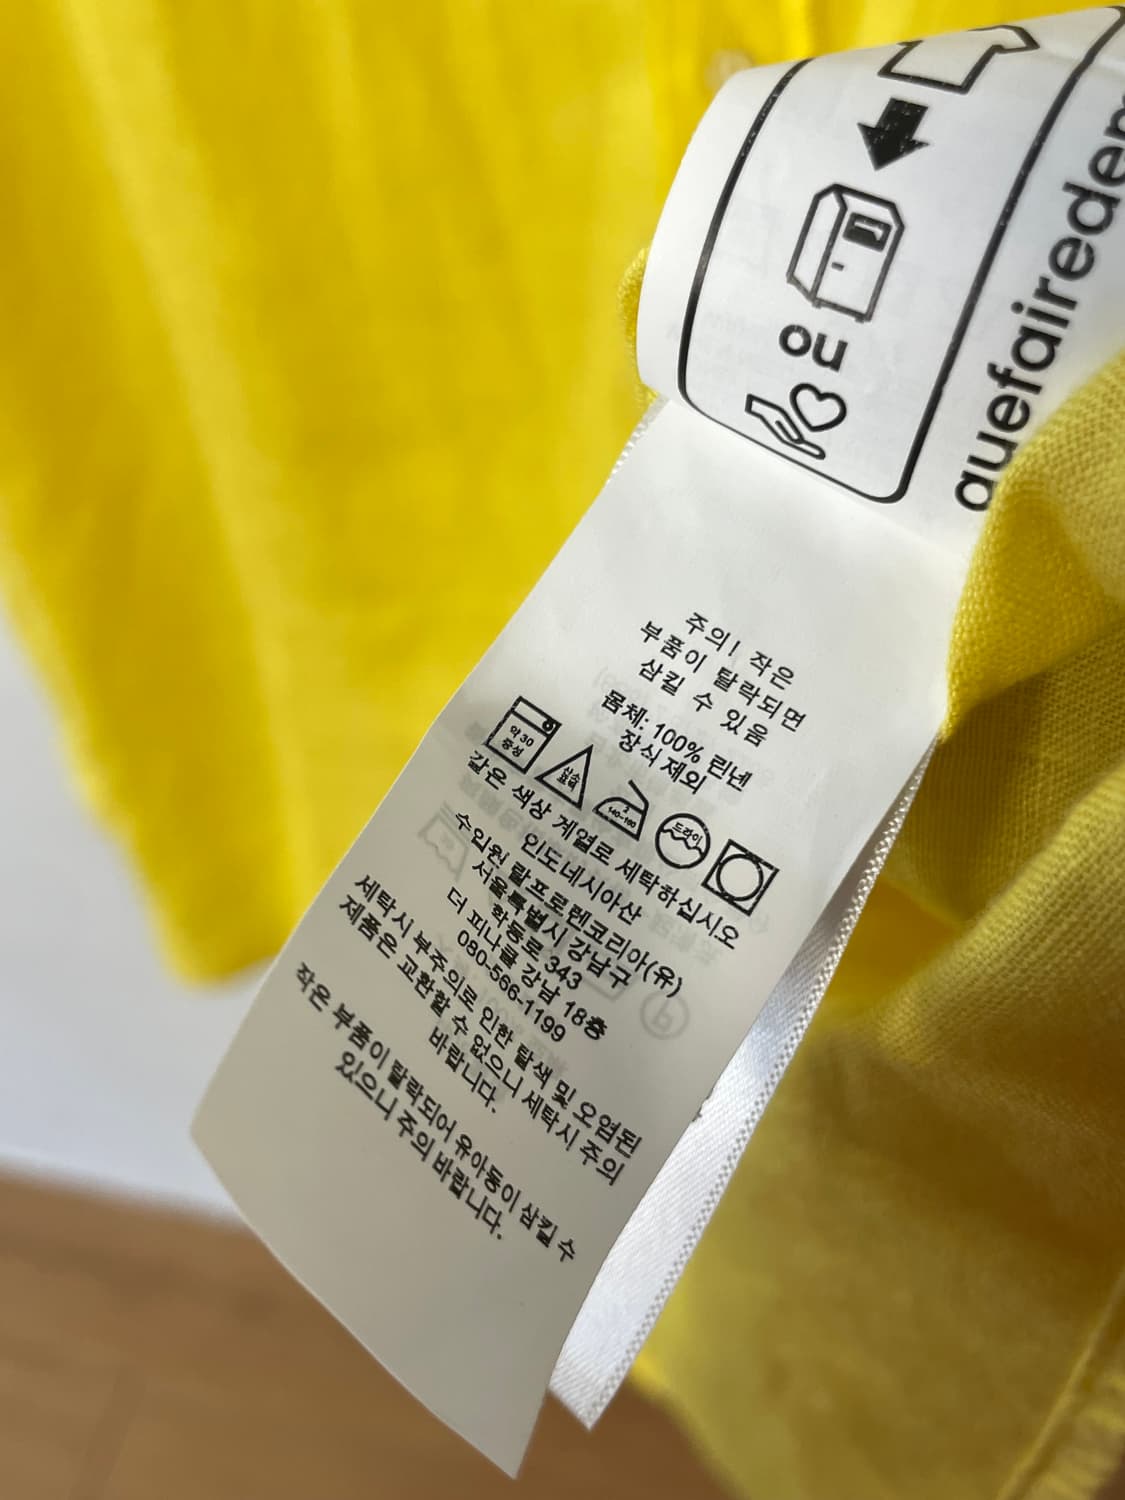 OU
quefairedem
주의! 작은
부품이 탈락되면
삼킬 수 있음
몸체: 100% 린넨
장식 제외
약 30
중성
산소
표백
2
140~160
드라이
같은 색상 계열로 세탁하십시오
인도네시아산
수입원 랄프로렌코리아(유)
서울특별시 강남구
학동로 343
더 피나클 강남 18층
080-566-1199
세탁시 부주의로 인한 탈색 및 오염된
제품은 교환할 수 없으니 세탁시 주의
바랍니다.
작은 부품이 탈락되어 유아동이 삼킬 수
있으니 주의 바랍니다.